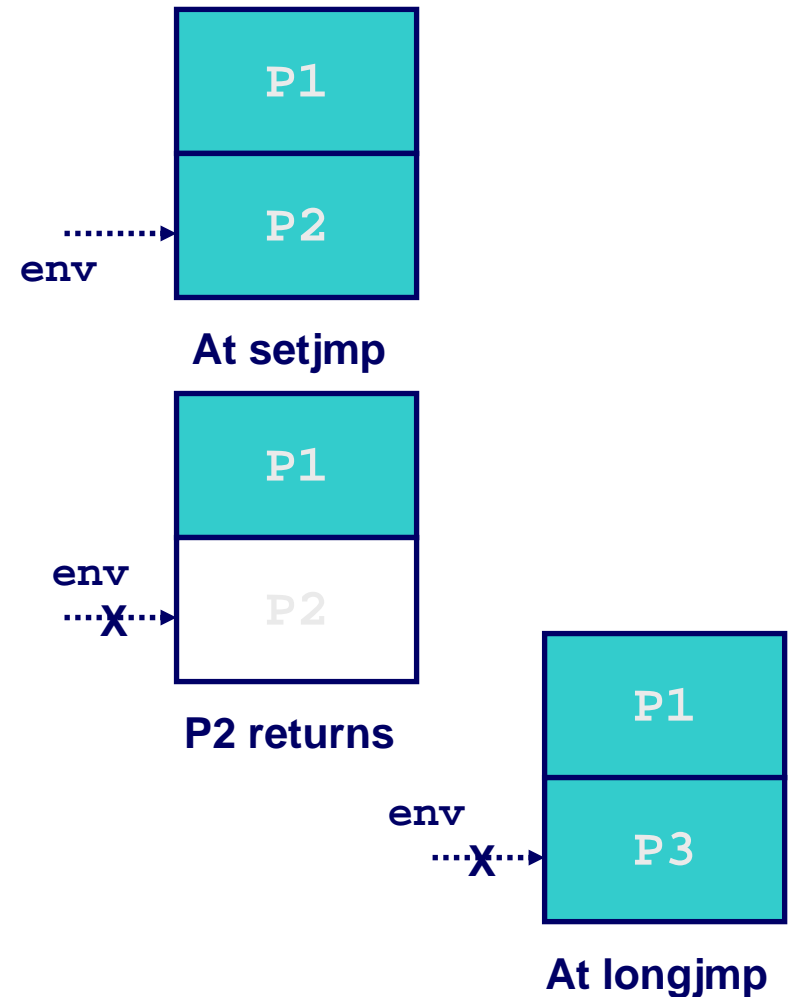 P1
P2
env
At setjmp
P1
env
X
P2
P2 returns
P1
env
X
P3
At longjmp